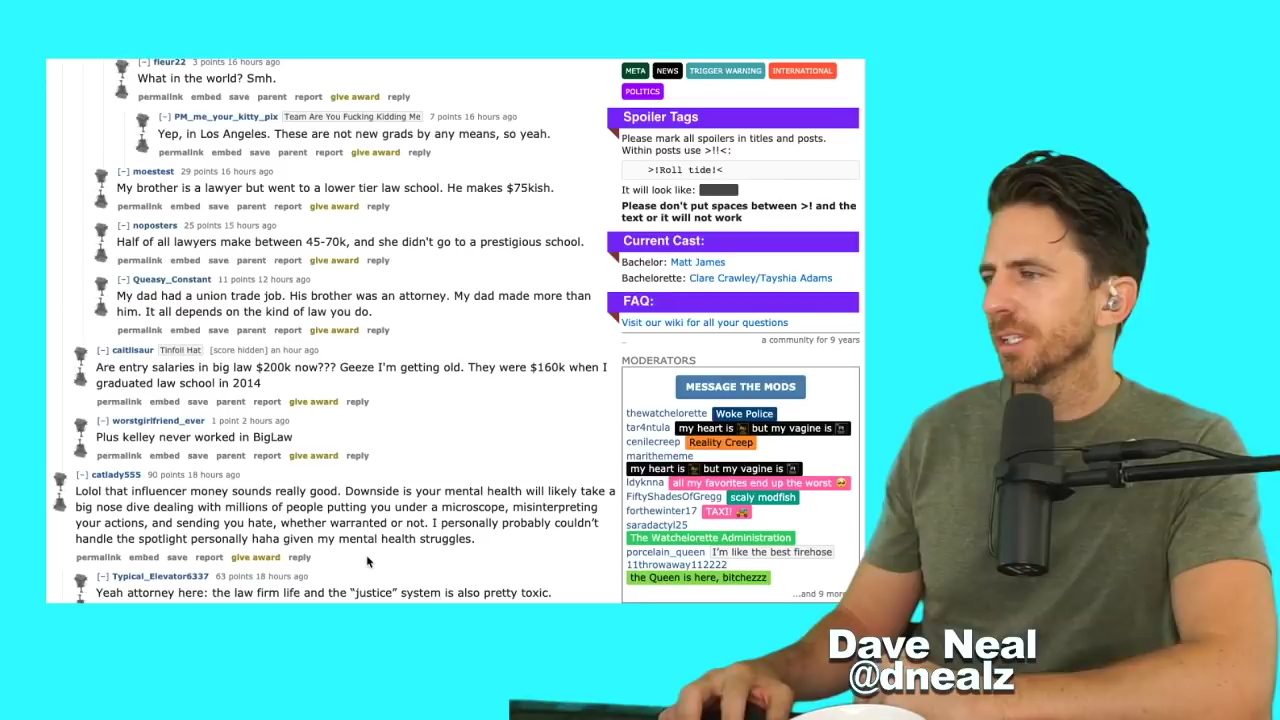 [–] fleur22 3 points 16 hours ago
What in the world? Smh.
permalink embed save parent report give award reply
[–] PM_me_your_kitty_pix Team Are You Fucking Kidding Me 7 points 16 hours ago
Yep, in Los Angeles. These are not new grads by any means, so yeah.
permalink embed save parent report give award reply
[–] moestest 29 points 16 hours ago
My brother is a lawyer but went to a lower tier law school. He makes $75kish.
permalink embed save parent report give award reply
[–] noposters 25 points 15 hours ago
Half of all lawyers make between 45-70k, and she didn't go to a prestigious school.
permalink embed save parent report give award reply
[–] Queasy_Constant 11 points 12 hours ago
My dad had a union trade job. His brother was an attorney. My dad made more than
him. It all depends on the kind of law you do.
permalink embed save parent report give award reply
[–] caitlisaur Tinfoil Hat [score hidden] an hour ago
Are entry salaries in big law $200k now??? Geeze I'm getting old. They were $160k when I
graduated law school in 2014
permalink embed save parent report give award reply
[–] worstgirlfriend_ever 1 point 2 hours ago
Plus kelley never worked in BigLaw
permalink embed save parent report give award reply
[–] catlady555 90 points 18 hours ago
Lolol that influencer money sounds really good. Downside is your mental health will likely take a
big nose dive dealing with millions of people putting you under a microscope, misinterpreting
your actions, and sending you hate, whether warranted or not. I personally probably couldn't
handle the spotlight personally haha given my mental health struggles.
permalink embed save report give award reply
[–] Typical_Elevator6337 63 points 18 hours ago
Yeah attorney here: the law firm life and the “justice” system is also pretty toxic.
META NEWS TRIGGER WARNING INTERNATIONAL
POLITICS
Spoiler Tags
Please mark all spoilers in titles and posts.
Within posts use >!!<:
>!Roll tide!<
It will look like:
Please don't put spaces between >! and the
text or it will not work
Current Cast:
Bachelor: Matt James
Bachelorette: Clare Crawley/Tayshia Adams
FAQ:
Visit our wiki for all your questions
a community for 9 years
MODERATORS
MESSAGE THE MODS
thewatchelorette Woke Police
tar4ntula my heart is but my vagine is
cenilecreep Reality Creep
marithememe
my heart is but my vagine is
ldyknna all my favorites end up the worst
FiftyShadesOfGregg scaly modfish
forthewinter17 TAXI!!
saradactyl25
The Watchelorette Administration
porcelain_queen I'm like the best firehose
11throwaway112222
the Queen is here, bitchezzz
...and 9 more
Dave Neal
@dnealz